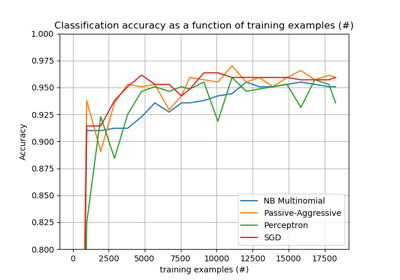 Classification accuracy as a function of training examples (#)
1.000
0.975
0.950
0.925
0.900
0.875
0.850
0.825
0.800
Accuracy
NB Multinomial
Passive-Aggressive
Perceptron
SGD
0 2500 5000 7500 10000 12500 15000 17500
training examples (#)